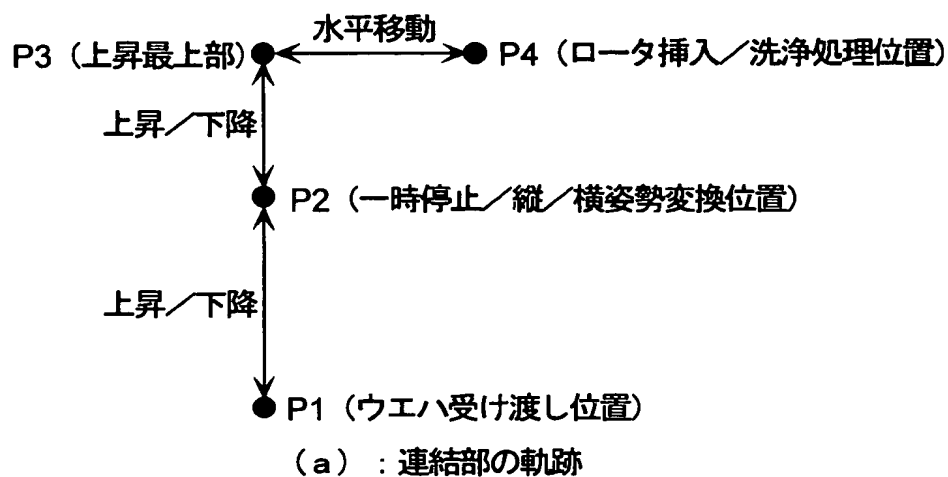 水平移動
P3（上昇最上部）
P4（ロータ挿入／洗浄処理位置）
上昇／下降
P2（一時停止／縦／横姿勢変換位置）
上昇／下降
P1（ウエハ受け渡し位置）
（a）：連結部の軌跡